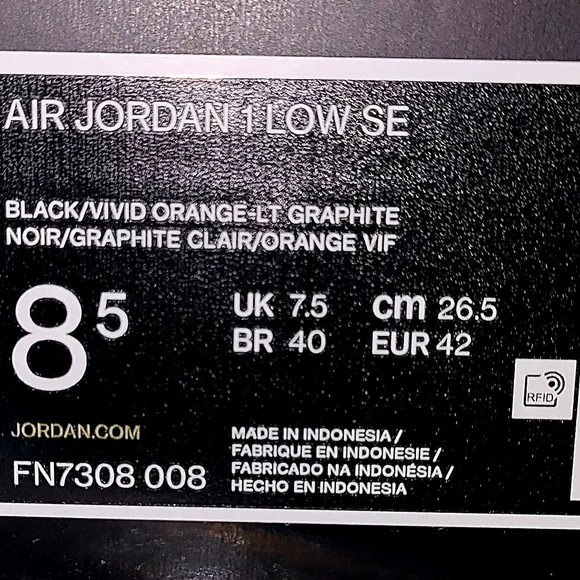 AIR JORDAN 1 LOW SE
BLACK/VIVID ORANGE-LT GRAPHITE
NOIR/GRAPHITE CLAIR/ORANGE VIF
8 5
UK 7.5 cm 26.5
BR 40 EUR 42
RFID
JORDAN.COM
FN7308 008
MADE IN INDONESIA /
FABRIQUE EN INDONESIE /
FABRICADO NA INDONÉSIA /
HECHO EN INDONESIA